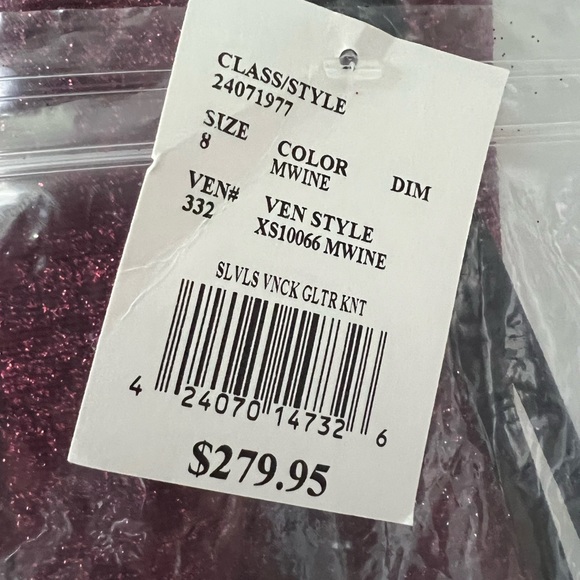 CLASS/STYLE
24071977
SIZE COLOR DIM
8 MWINE
VEN# VEN STYLE
332 XS10066 MWINE
SLVLS VNCK GLTR KNT
4 24070 14732 6
$279.95